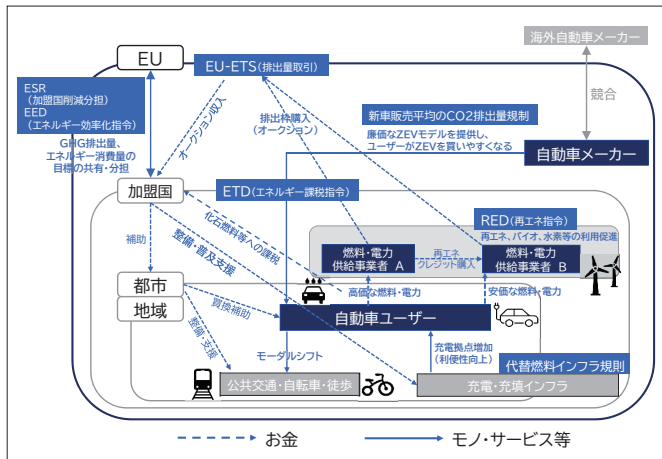 海外自動車メーカー
EU
EU-ETS(排出量取引)
ESR
(加盟国削減分担)
EED
(エネルギー効率化指令)
GHG排出量、
エネルギー消費量の
目標の共有・分担
オークション収入
排出枠購入
(オークション)
新車販売平均のCO2排出量規制
廉価なZEVモデルを提供し、
ユーザーがZEVを買いやすくなる
競合
自動車メーカー
加盟国
ETD(エネルギー課税指令)
化石燃料等への課税
RED(再エネ指令)
再エネ、バイオ、水素等の利用促進
補助
整備・普及支援
燃料・電力
供給事業者 A
再エネ
クレジット購入
燃料・電力
供給事業者 B
都市
地域
買換補助
高価な燃料・電力
安価な燃料・電力
自動車ユーザー
整備・支援
モーダルシフト
充電拠点増加
(利便性向上)
代替燃料インフラ規則
公共交通・自転車・徒歩
充電・充填インフラ
お金
モノ・サービス等